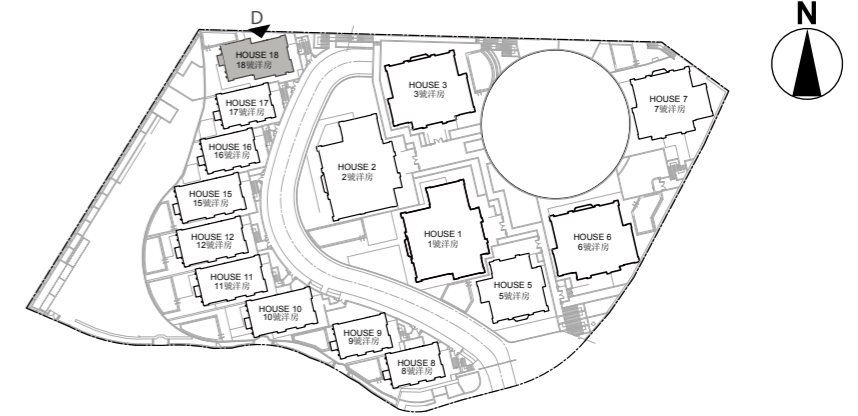 D
N
HOUSE 18
18號洋房
HOUSE 17
17號洋房
HOUSE 16
16號洋房
HOUSE 15
15號洋房
HOUSE 12
12號洋房
HOUSE 11
11號洋房
HOUSE 10
10號洋房
HOUSE 9
9號洋房
HOUSE 8
8號洋房
HOUSE 3
3號洋房
HOUSE 2
2號洋房
HOUSE 1
1號洋房
HOUSE 5
5號洋房
HOUSE 6
6號洋房
HOUSE 7
7號洋房